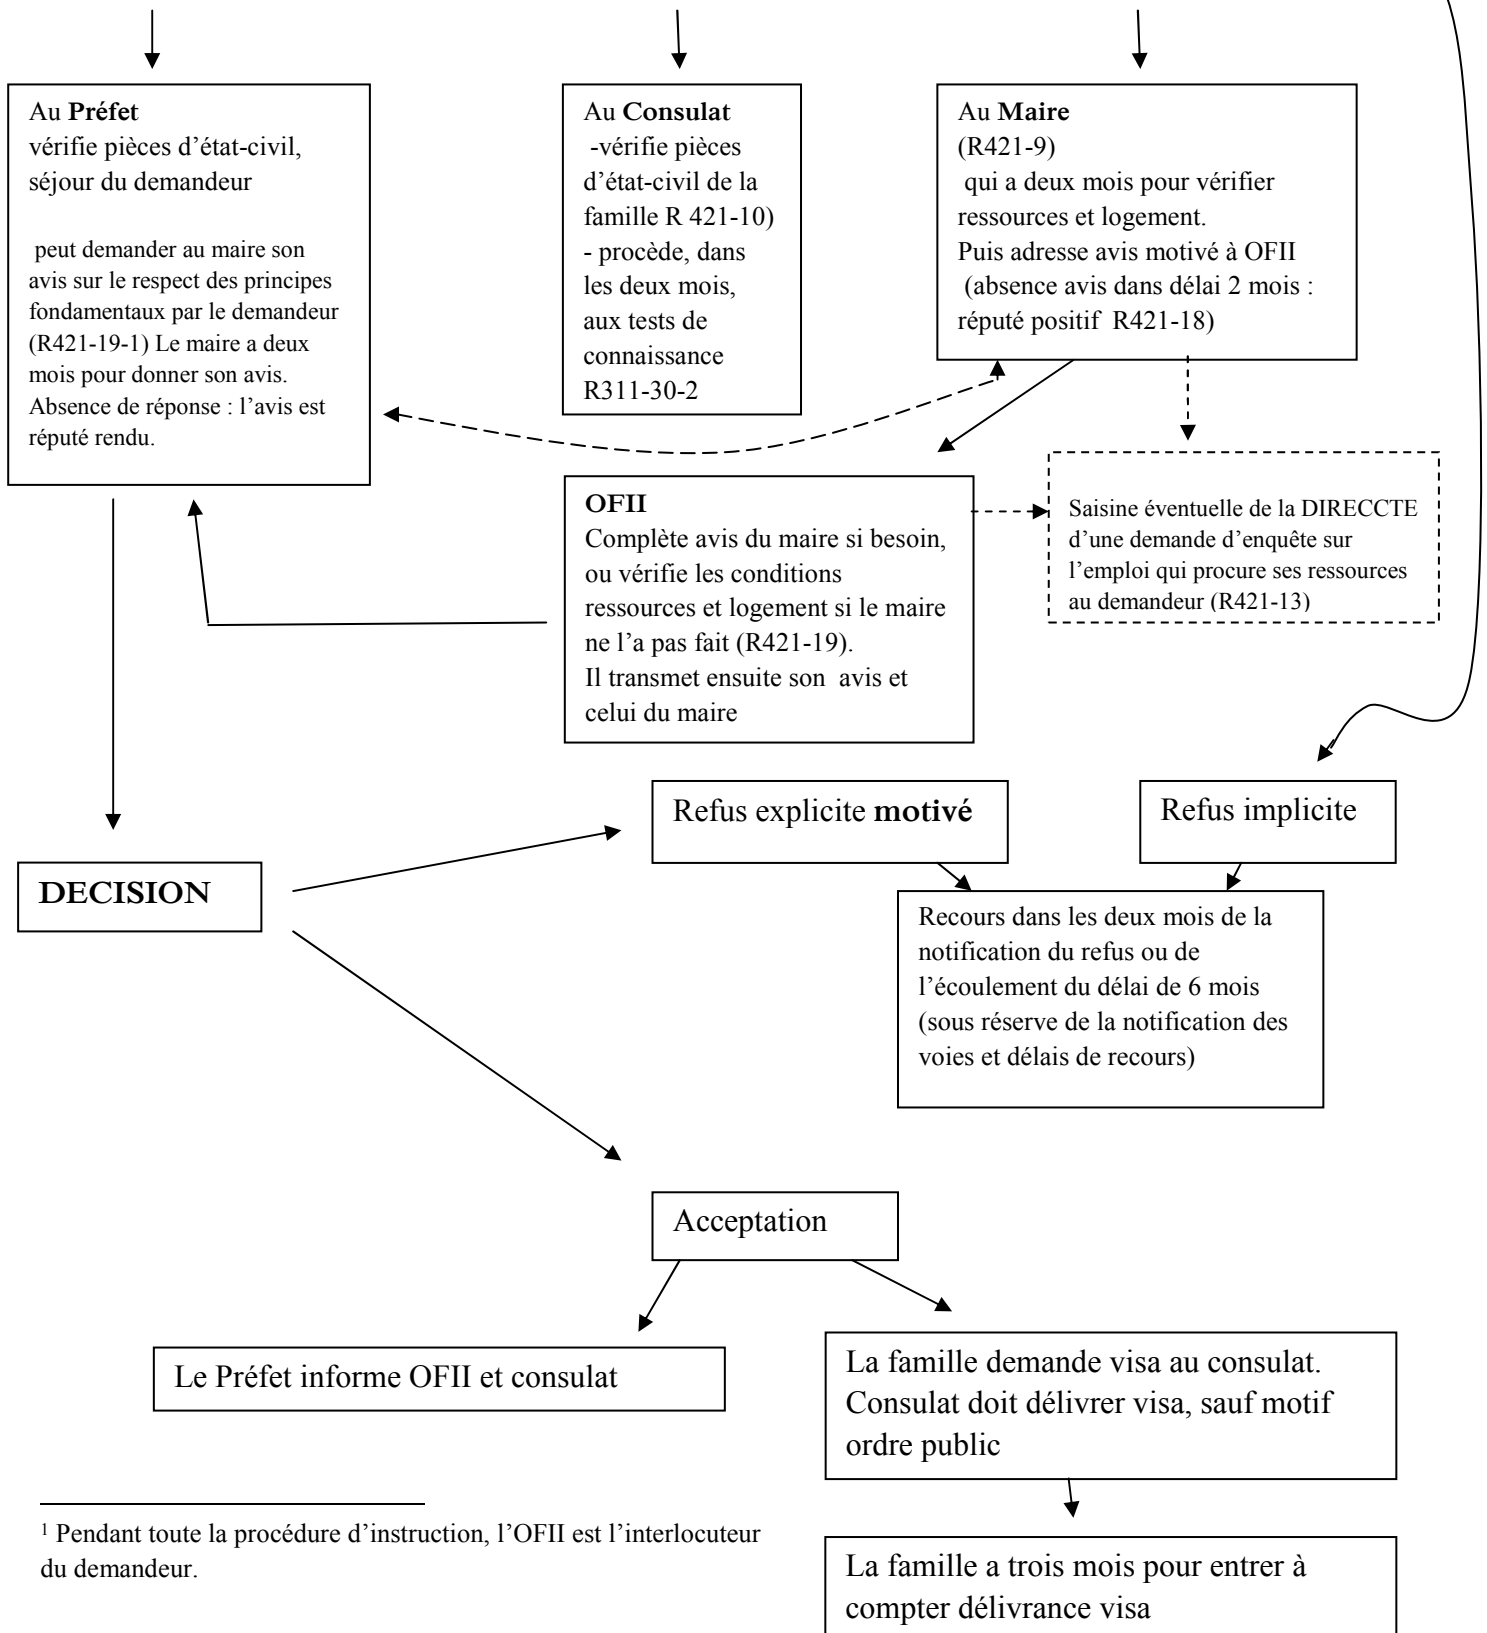 Au Préfet
vérifie pièces d’état-civil,
séjour du demandeur
peut demander au maire son
avis sur le respect des principes
fondamentaux par le demandeur
(R421-19-1) Le maire a deux
mois pour donner son avis.
Absence de réponse : l’avis est
réputé rendu.
Au Consulat
-vérifie pièces
d’état-civil de la
famille R 421-10)
- procède, dans
les deux mois,
aux tests de
connaissance
R311-30-2
Au Maire
(R421-9)
qui a deux mois pour vérifier
ressources et logement.
Puis adresse avis motivé à OFII
(absence avis dans délai 2 mois :
réputé positif R421-18)
OFII
Complète avis du maire si besoin,
ou vérifie les conditions
ressources et logement si le maire
ne l’a pas fait (R421-19).
Il transmet ensuite son avis et
celui du maire
Saisine éventuelle de la DIRECCTE
d’une demande d’enquête sur
l’emploi qui procure ses ressources
au demandeur (R421-13)
Refus explicite motivé
Refus implicite
DECISION
Recours dans les deux mois de la
notification du refus ou de
l’écoulement du délai de 6 mois
(sous réserve de la notification des
voies et délais de recours)
Acceptation
Le Préfet informe OFII et consulat
La famille demande visa au consulat.
Consulat doit délivrer visa, sauf motif
ordre public
La famille a trois mois pour entrer à
compter délivrance visa
1 Pendant toute la procédure d’instruction, l’OFII est l’interlocuteur
du demandeur.